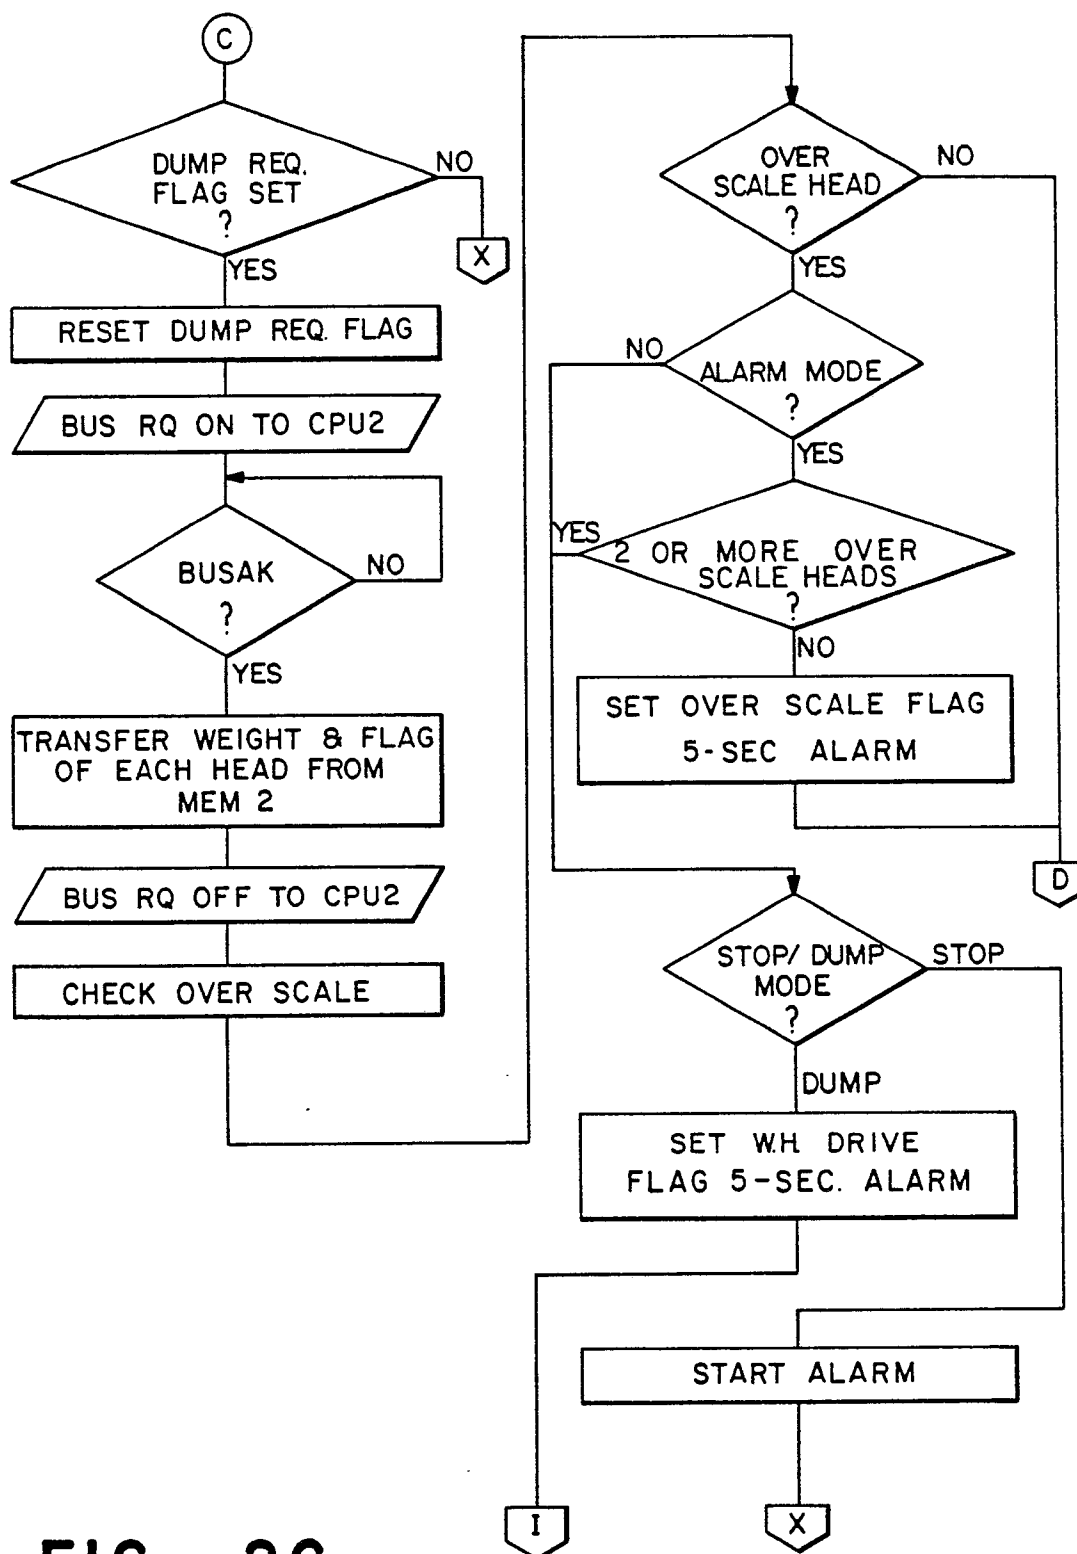 C
DUMP REQ.
FLAG SET
?
NO
X
YES
RESET DUMP REQ. FLAG
BUS RQ ON TO CPU2
BUSAK
?
NO
YES
TRANSFER WEIGHT & FLAG
OF EACH HEAD FROM
MEM 2
BUS RQ OFF TO CPU2
CHECK OVER SCALE
OVER
SCALE HEAD
?
NO
YES
ALARM MODE
?
NO
YES
2 OR MORE OVER
SCALE HEADS
?
YES
NO
SET OVER SCALE FLAG
5-SEC ALARM
D
STOP/ DUMP
MODE
?
STOP
DUMP
SET W.H. DRIVE
FLAG 5-SEC. ALARM
START ALARM
I
X